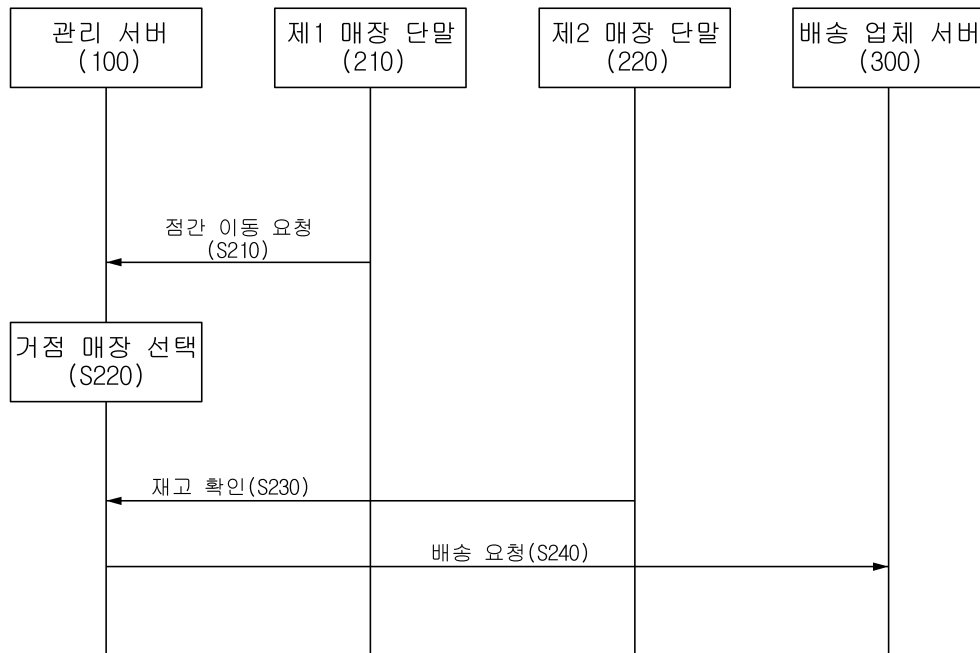 관리 서버
(100)
제1 매장 단말
(210)
제2 매장 단말
(220)
배송 업체 서버
(300)
점간 이동 요청
(S210)
거점 매장 선택
(S220)
재고 확인(S230)
배송 요청(S240)